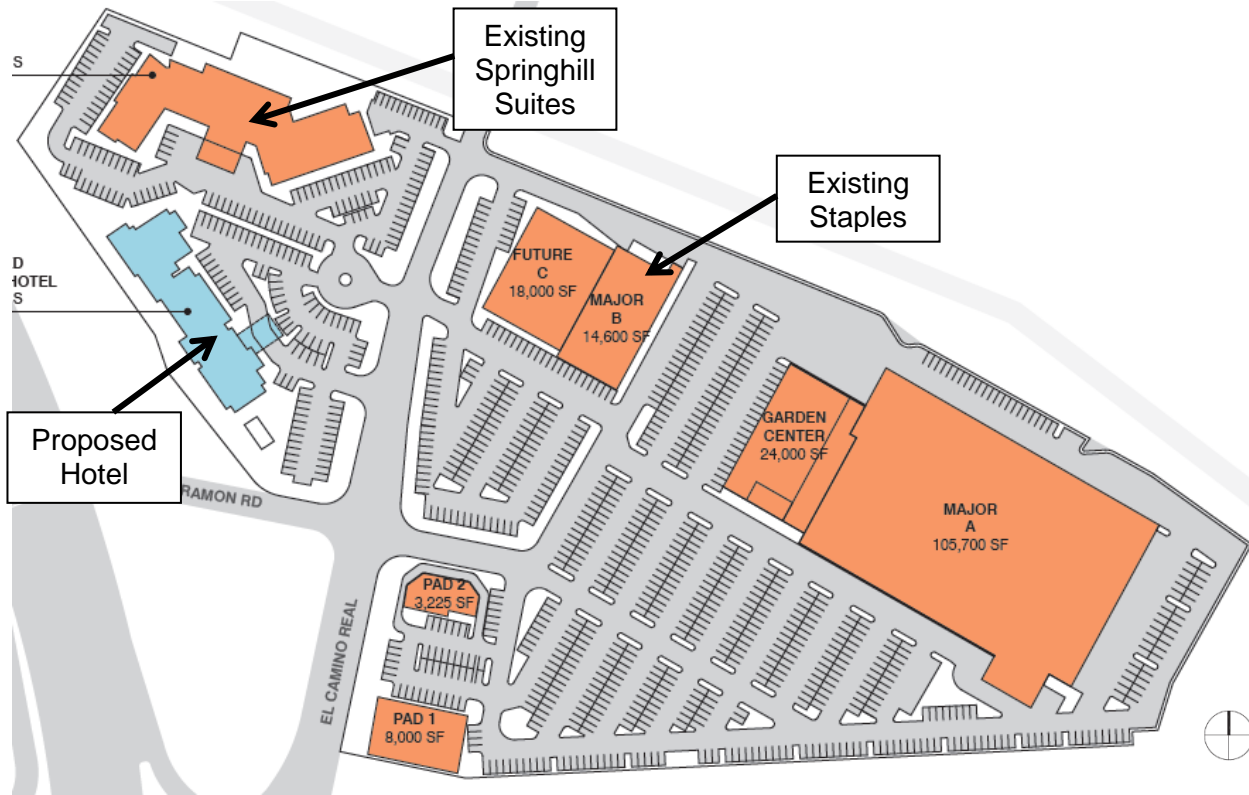 Existing
Springhill
Suites
S
Existing
Staples
FUTURE
C
18,000 SF
MAJOR
B
14,600 SF
D
HOTEL
S
Proposed
Hotel
GARDEN
CENTER
24,000 SF
MAJOR
A
105,700 SF
RAMON RD
PAD 2
3,225 SF
EL CAMINO REAL
PAD 1
8,000 SF